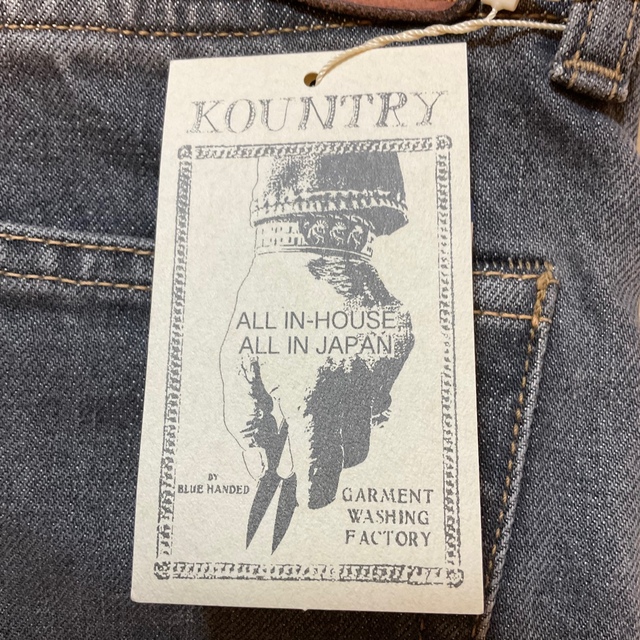 KOUNTRY
ALL IN-HOUSE
ALL IN JAPAN
BY
BLUE HANDED
GARMENT
WASHING
FACTORY